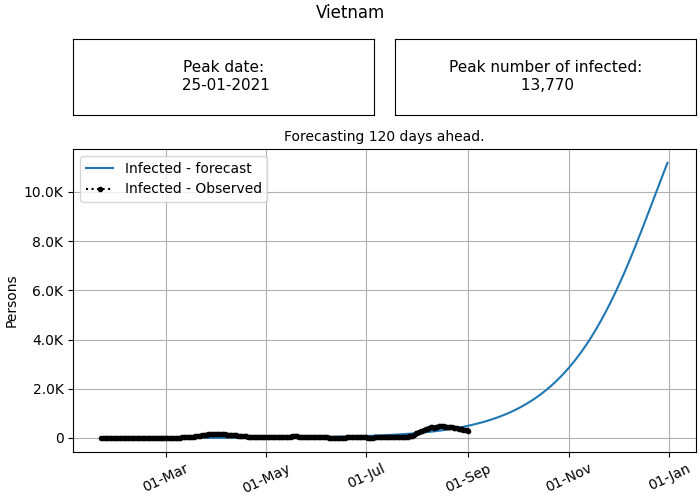 Vietnam
Peak date:
25-01-2021
Peak number of infected:
13,770
Forecasting 120 days ahead.
Infected - forecast
Infected - Observed
10.0K
8.0K
6.0K
4.0K
2.0K
0
Persons
01-Mar
01-May
01-Jul
01-Sep
01-Nov
01-Jan